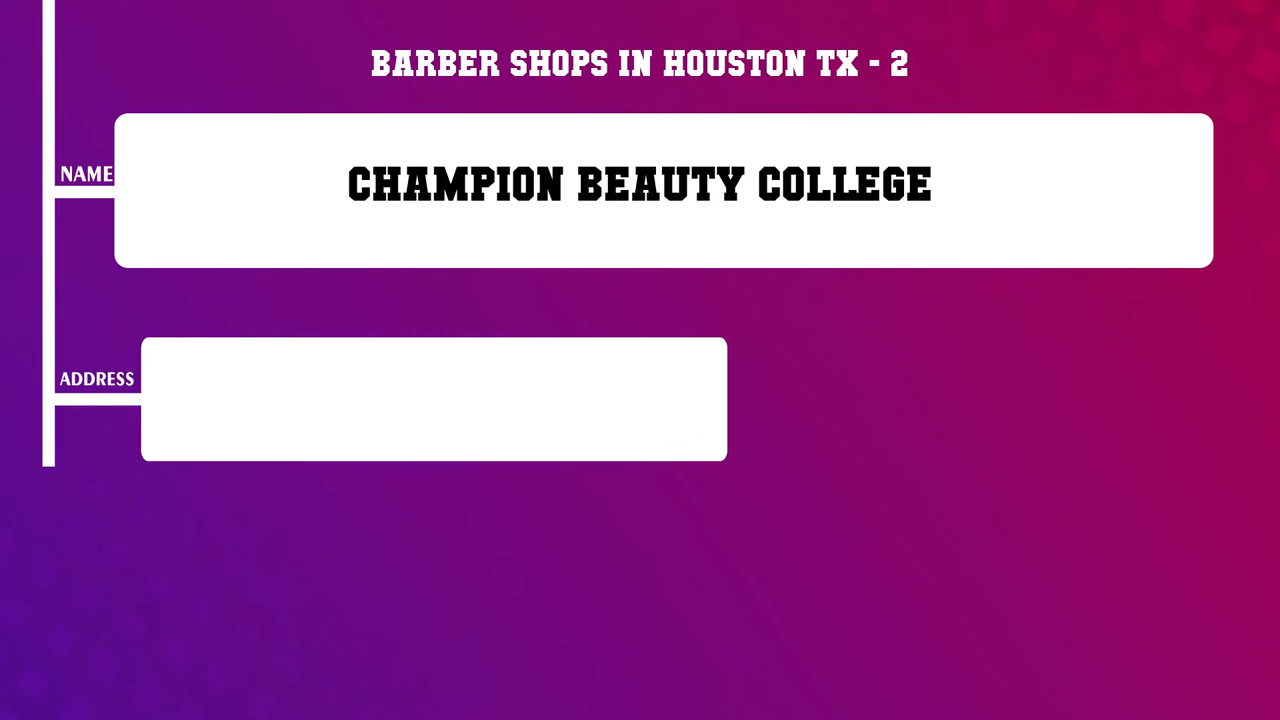 BARBER SHOPS IN HOUSTON TX - 2
NAME
CHAMPION BEAUTY COLLEGE
ADDRESS